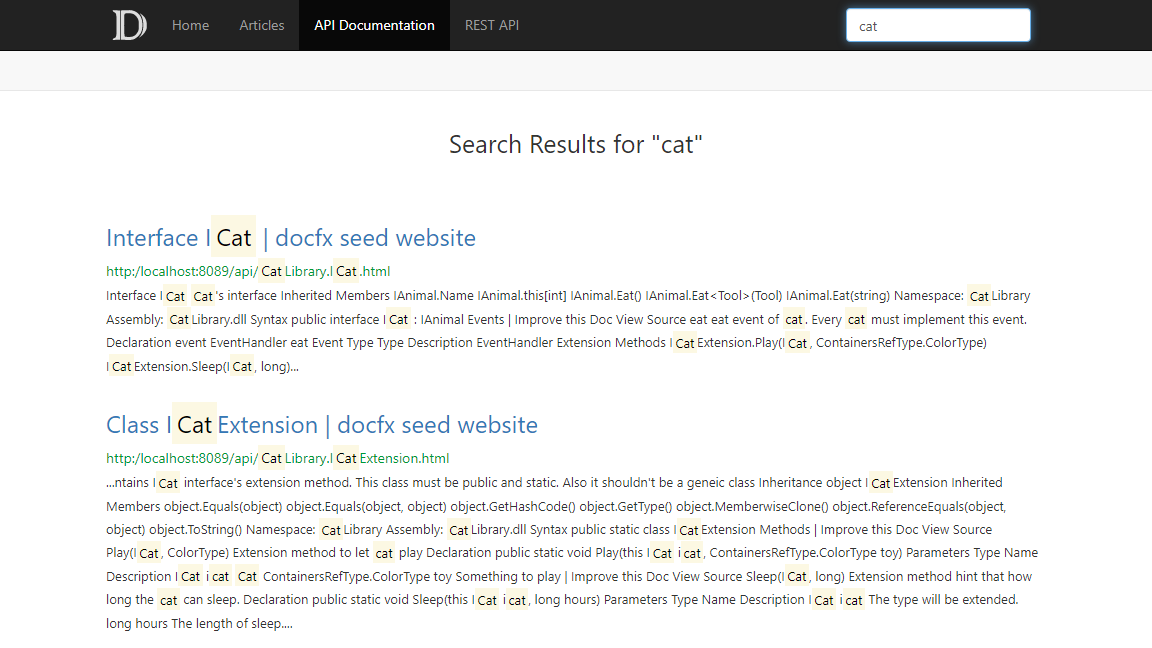 Home Articles API Documentation REST API cat
Search Results for "cat"
Interface ICat | docfx seed website
http:/localhost:8089/api/CatLibrary.ICat.html
Interface ICat Cat's interface Inherited Members IAnimal.Name IAnimal.this[int] IAnimal.Eat() IAnimal.Eat<Tool>(Tool) IAnimal.Eat(string) Namespace: CatLibrary
Assembly: CatLibrary.dll Syntax public interface ICat : IAnimal Events | Improve this Doc View Source eat eat event of cat. Every cat must implement this event.
Declaration event EventHandler eat Event Type Type Description EventHandler Extension Methods ICatExtension.Play(ICat, ContainersRefType.ColorType)
ICatExtension.Sleep(ICat, long)...
Class ICatExtension | docfx seed website
http:/localhost:8089/api/CatLibrary.ICatExtension.html
...ntains ICat interface's extension method. This class must be public and static. Also it shouldn't be a geneic class Inheritance object ICatExtension Inherited
Members object.Equals(object) object.Equals(object, object) object.GetHashCode() object.GetType() object.MemberwiseClone() object.ReferenceEquals(object,
object) object.ToString() Namespace: CatLibrary Assembly: CatLibrary.dll Syntax public static class ICatExtension Methods | Improve this Doc View Source
Play(ICat, ColorType) Extension method to let cat play Declaration public static void Play(this ICat icat, ContainersRefType.ColorType toy) Parameters Type Name
Description ICat icat Cat ContainersRefType.ColorType toy Something to play | Improve this Doc View Source Sleep(ICat, long) Extension method hint that how
long the cat can sleep. Declaration public static void Sleep(this ICat icat, long hours) Parameters Type Name Description ICat icat The type will be extended.
long hours The length of sleep....